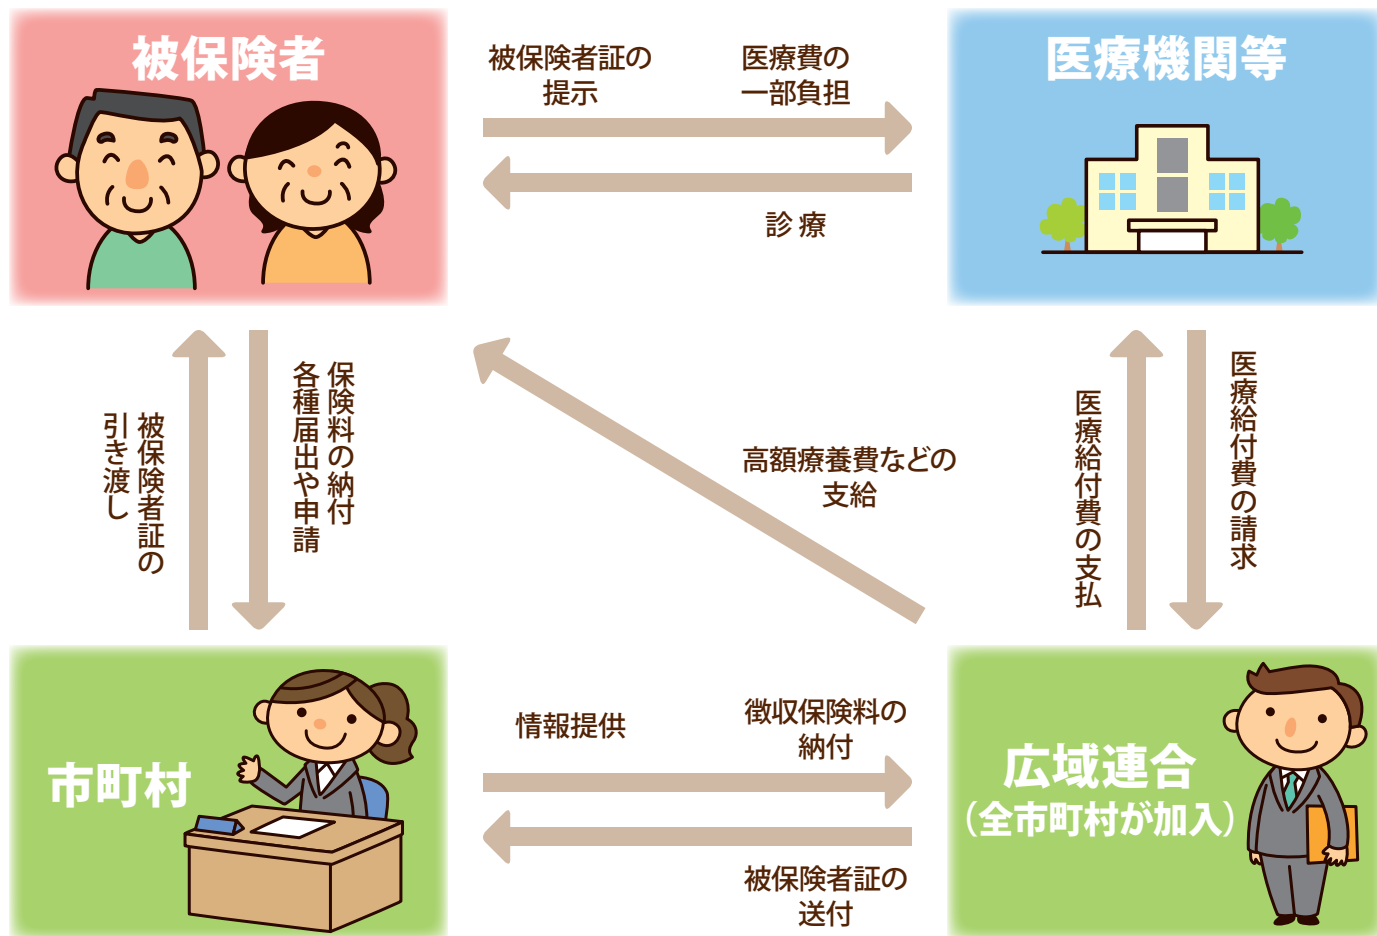 被保険者
被保険者証の
提示
医療費の
一部負担
医療機関等
診療
保険料の納付
各種届出や申請
被保険者証の
引き渡し
高額療養費などの
支給
医療給付費の支払
医療給付費の請求
市町村
情報提供
徴収保険料の
納付
被保険者証の
送付
広域連合
（全市町村が加入）